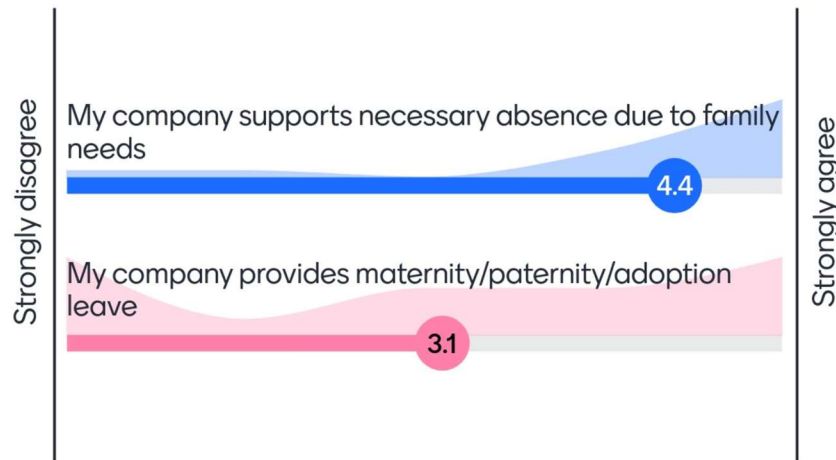 Strongly disagree
My company supports necessary absence due to family
needs
4.4
My company provides maternity/paternity/adoption
leave
3.1
Strongly agree